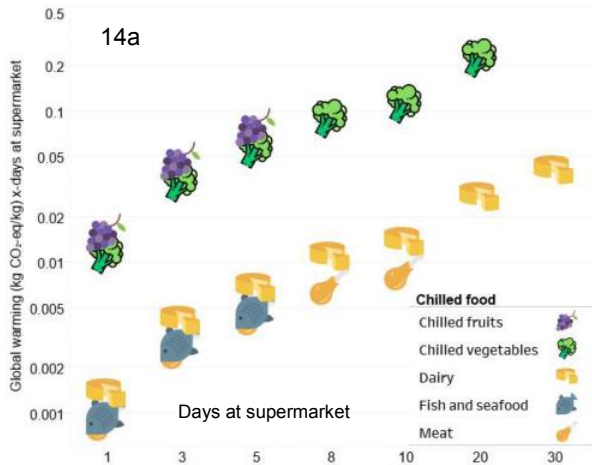 14a
Global warming (kg CO₂-eq/kg) x-days at supermarket
0.5
0.2
0.1
0.05
0.02
0.01
0.005
0.002
0.001
Chilled food
Chilled fruits
Chilled vegetables
Dairy
Fish and seafood
Meat
Days at supermarket
1 3 5 8 10 20 30